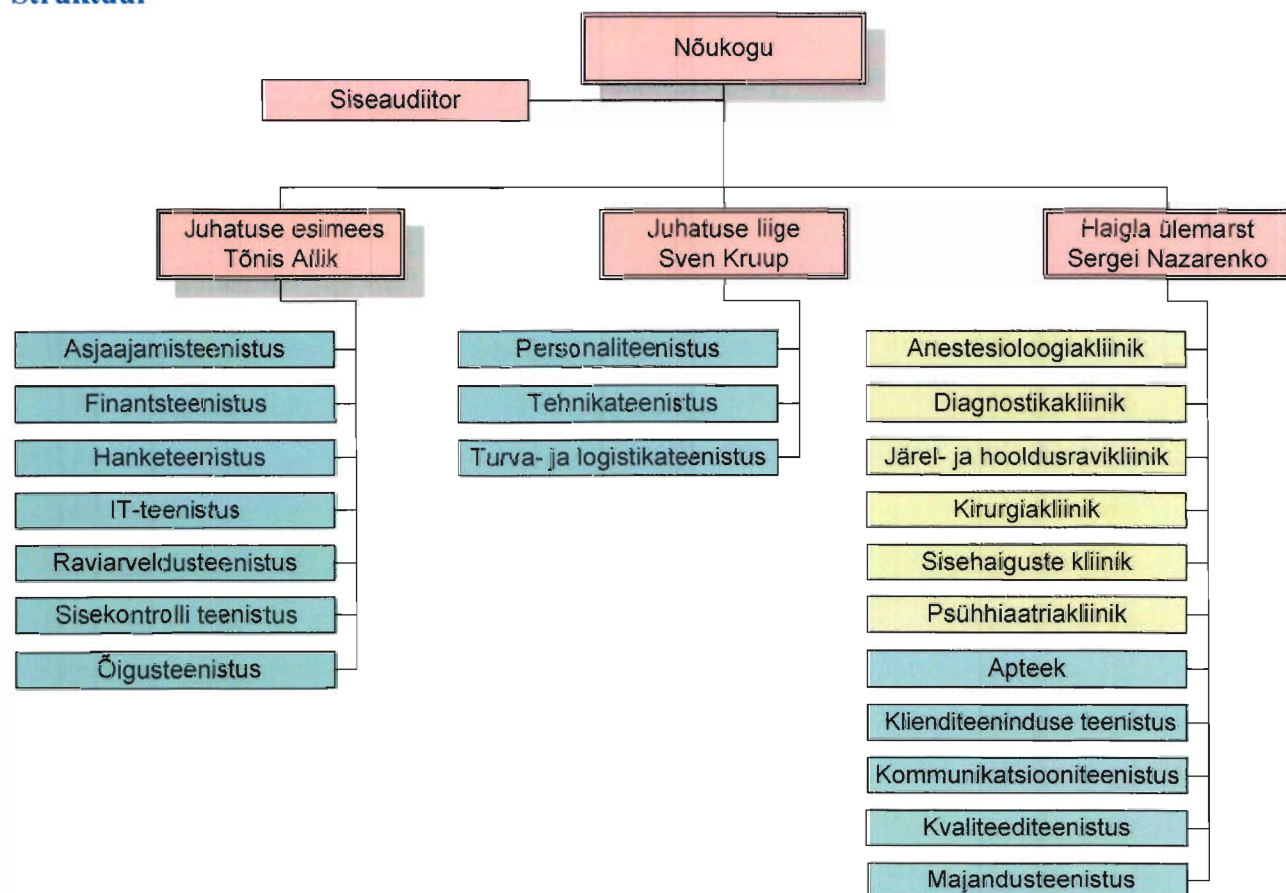 Struktuur
Nõukogu
Siseaudiitor
Juhatuse esimees
Tõnis Allik
Juhatuse liige
Sven Kruup
Haigla ülemarst
Sergei Nazarenko
Asjaajamisteenistus
Finantsteenistus
Hanketeenistus
IT-teenistus
Raviarveldusteenistus
Sisekontrolli teenistus
Õigusteenistus
Personaliteenistus
Tehnikateenistus
Turva- ja logistikateenistus
Anestesioloogiakliinik
Diagnostikakliinik
Järel- ja hooldusravikliinik
Kirurgiakliinik
Sisehaiguste kliinik
Psühhiaatriakliinik
Apteek
Klienditeeninduse teenistus
Kommunikatsiooniteenistus
Kvaliteediteenistus
Majandusteenistus